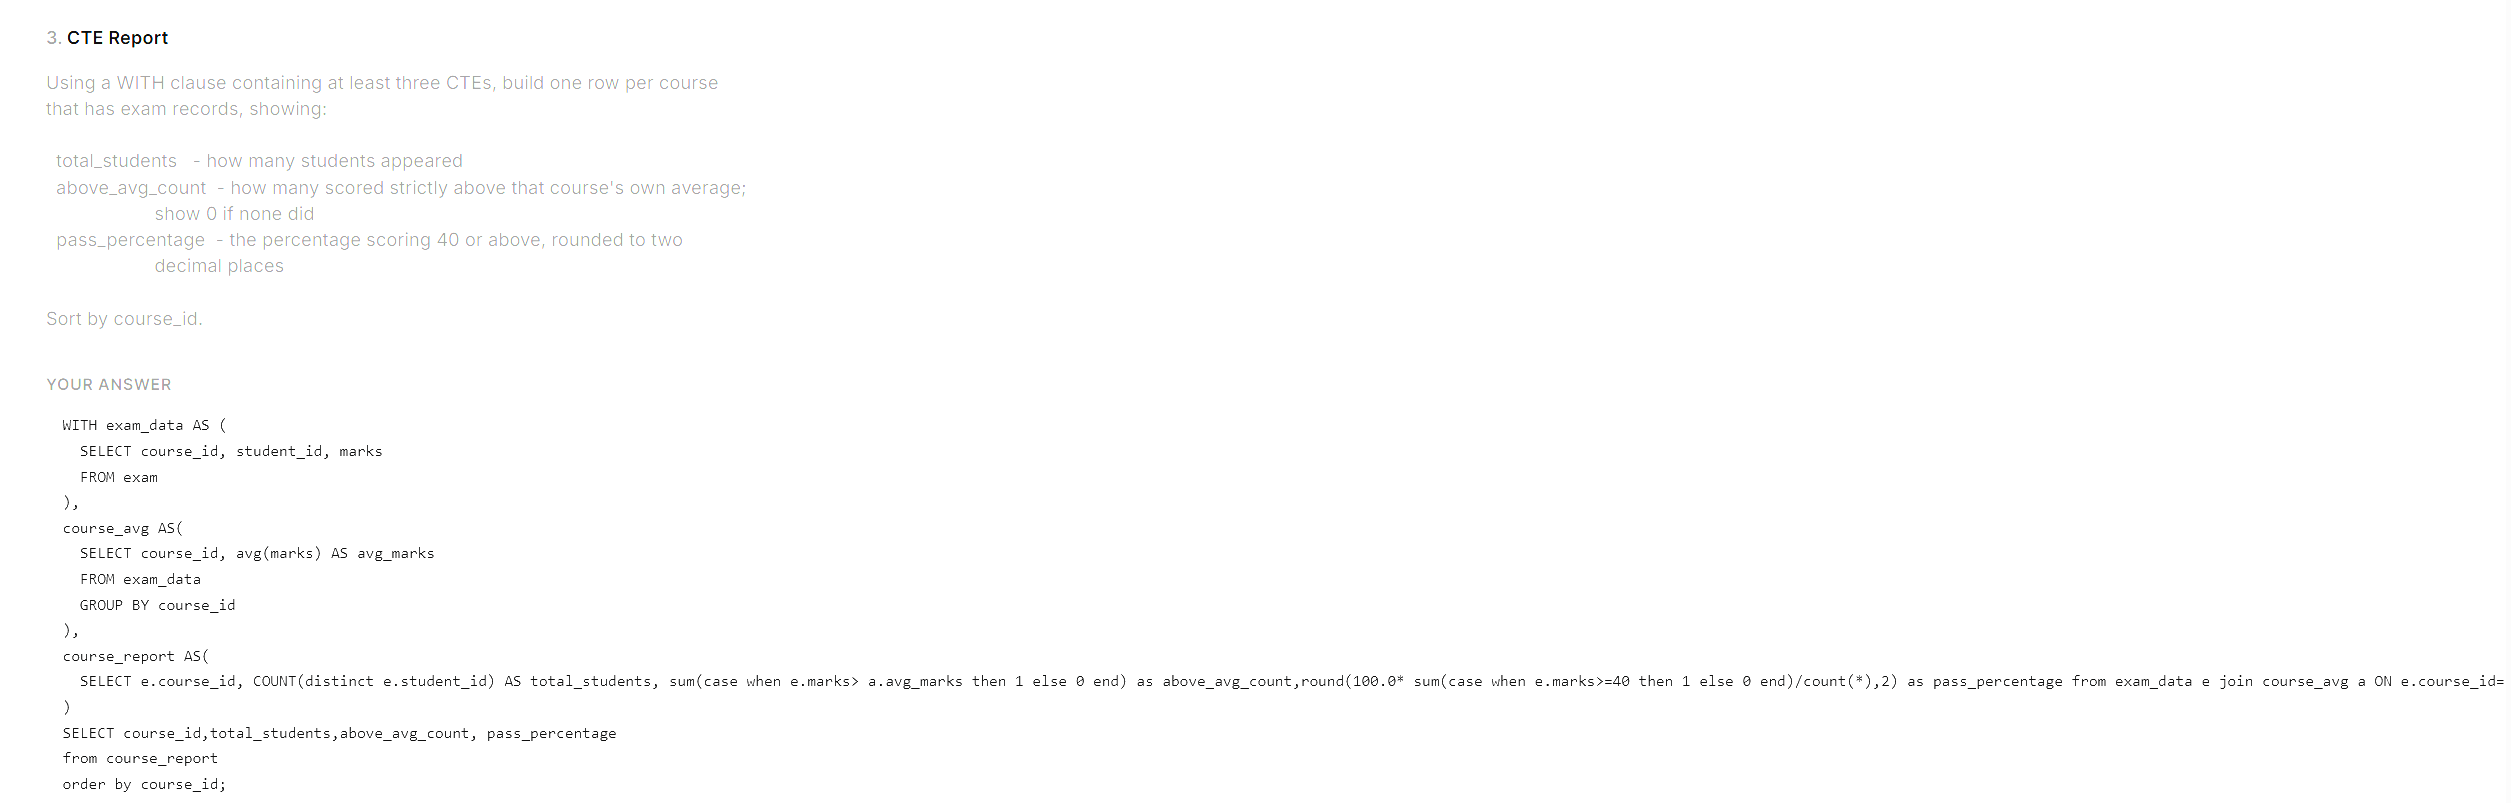 3. CTE Report
Using a WITH clause containing at least three CTEs, build one row per course
that has exam records, showing:
total_students - how many students appeared
above_avg_count - how many scored strictly above that course's own average;
show 0 if none did
pass_percentage - the percentage scoring 40 or above, rounded to two
decimal places
Sort by course_id.
YOUR ANSWER
WITH exam_data AS (
SELECT course_id, student_id, marks
FROM exam
),
course_avg AS(
SELECT course_id, avg(marks) AS avg_marks
FROM exam_data
GROUP BY course_id
),
course_report AS(
SELECT e.course_id, COUNT(distinct e.student_id) AS total_students, sum(case when e.marks> a.avg_marks then 1 else 0 end) as above_avg_count,round(100.0* sum(case when e.marks>=40 then 1 else 0 end)/count(*),2) as pass_percentage from exam_data e join course_avg a ON e.course_id=
)
SELECT course_id,total_students,above_avg_count, pass_percentage
from course_report
order by course_id;